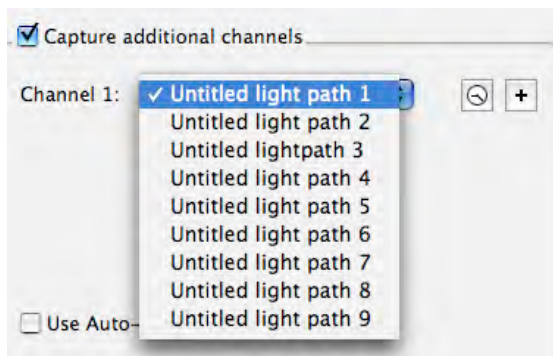 Capture additional channels
Channel 1: ✓ Untitled light path 1
Untitled light path 2
Untitled lightpath 3
Untitled light path 4
Untitled light path 5
Untitled light path 6
Untitled light path 7
Untitled light path 8
Untitled light path 9
Use Auto-